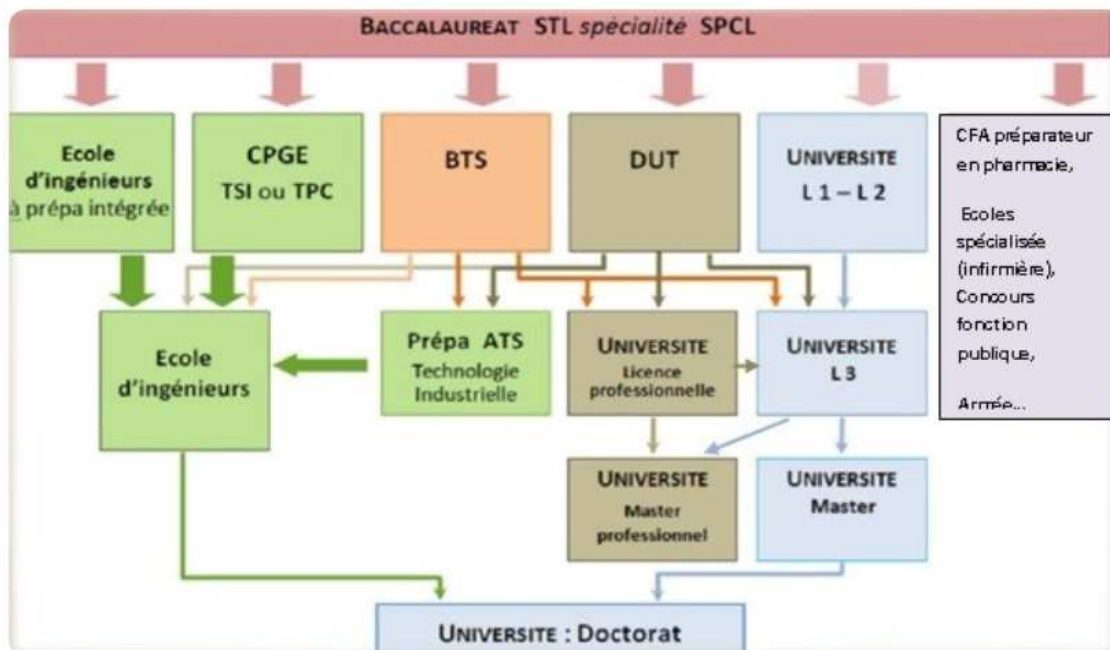 BACCALAUREAT STL spécialité SPCL
Ecole
d'ingénieurs
à prépa intégrée
CPGE
TSI ou TPC
BTS
DUT
UNIVERSITE
L 1 – L 2
CFA préparateur
en pharmacie,
Ecoles
spécialisée
(infirmière),
Concours
fonction
publique,
Armée...
Ecole
d'ingénieurs
Prépa ATS
Technologie
Industrielle
UNIVERSITE
Licence
professionnelle
UNIVERSITE
L 3
UNIVERSITE
Master
professionnel
UNIVERSITE
Master
UNIVERSITE : Doctorat